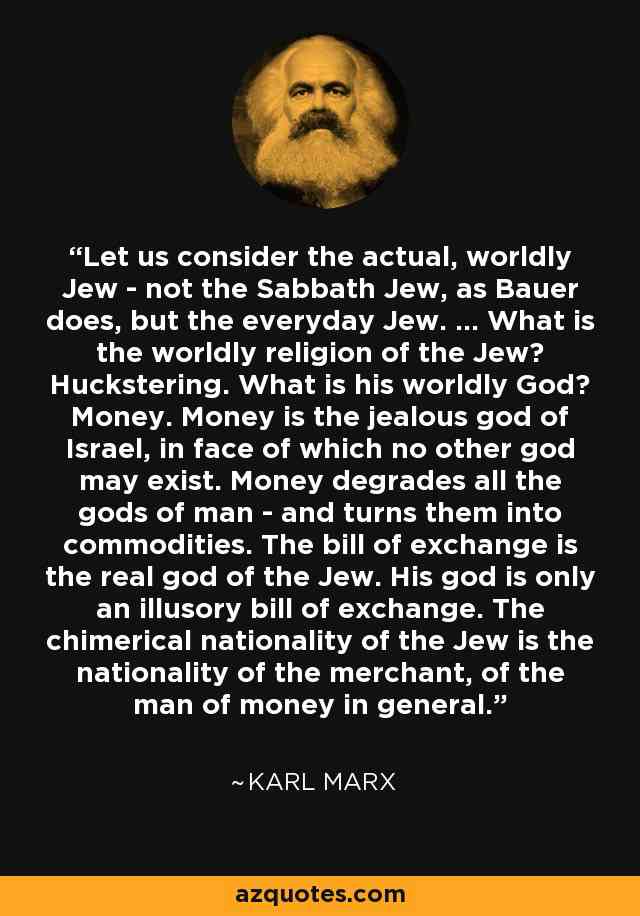 “Let us consider the actual, worldly
Jew - not the Sabbath Jew, as Bauer
does, but the everyday Jew. ... What is
the worldly religion of the Jew?
Huckstering. What is his worldly God?
Money. Money is the jealous god of
Israel, in face of which no other god
may exist. Money degrades all the
gods of man - and turns them into
commodities. The bill of exchange is
the real god of the Jew. His god is only
an illusory bill of exchange. The
chimerical nationality of the Jew is the
nationality of the merchant, of the
man of money in general.”
~KARL MARX
azquotes.com